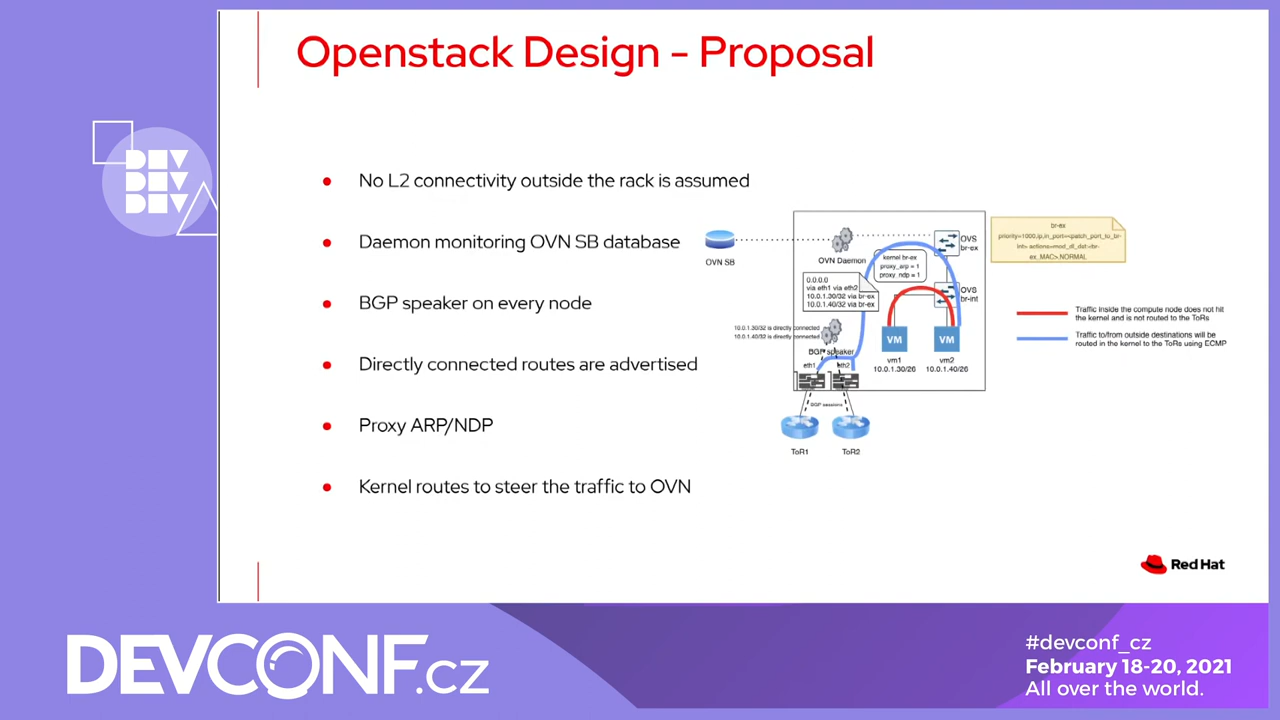 Openstack Design - Proposal
DEV
DEV
DEV
No L2 connectivity outside the rack is assumed
Daemon monitoring OVN SB database
BGP speaker on every node
Directly connected routes are advertised
Proxy ARP/NDP
Kernel routes to steer the traffic to OVN
OVN SB
OVN Daemon
kernel br-ex
proxy_arp = 1
proxy_ndp = 1
OVS
br-ex
OVS
br-int
0.0.0.0
via eth1 via eth2
10.0.1.30/32 via br-ex
10.0.1.40/32 via br-ex
10.0.1.30/32 is directly connected
10.0.1.40/32 is directly connected
BGP speaker
eth1
eth2
VM
VM
vm1
10.0.1.30/26
vm2
10.0.1.40/26
BGP sessions
ToR1
ToR2
br-ex
priority=1000,ip,in_port=<patch_port_to_br-
int> actions=mod_dl_dst:<br-
ex_MAC>,NORMAL
Traffic inside the compute node does not hit
the kernel and is not routed to the ToRs
Traffic to/from outside destinations will be
routed in the kernel to the ToRs using ECMP
Red Hat
DEVCONF.cz
#devconf_cz
February 18-20, 2021
All over the world.